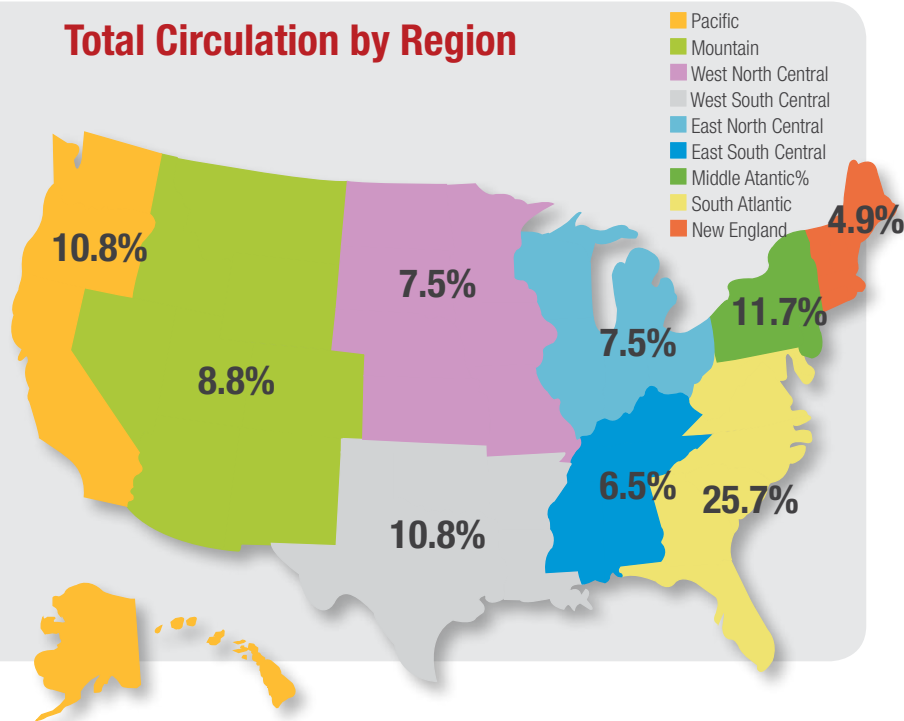 Total Circulation by Region
Pacific
Mountain
West North Central
West South Central
East North Central
East South Central
Middle Atantic%
South Atlantic
New England
4.9%
10.8%
7.5%
11.7%
7.5%
8.8%
6.5%
25.7%
10.8%